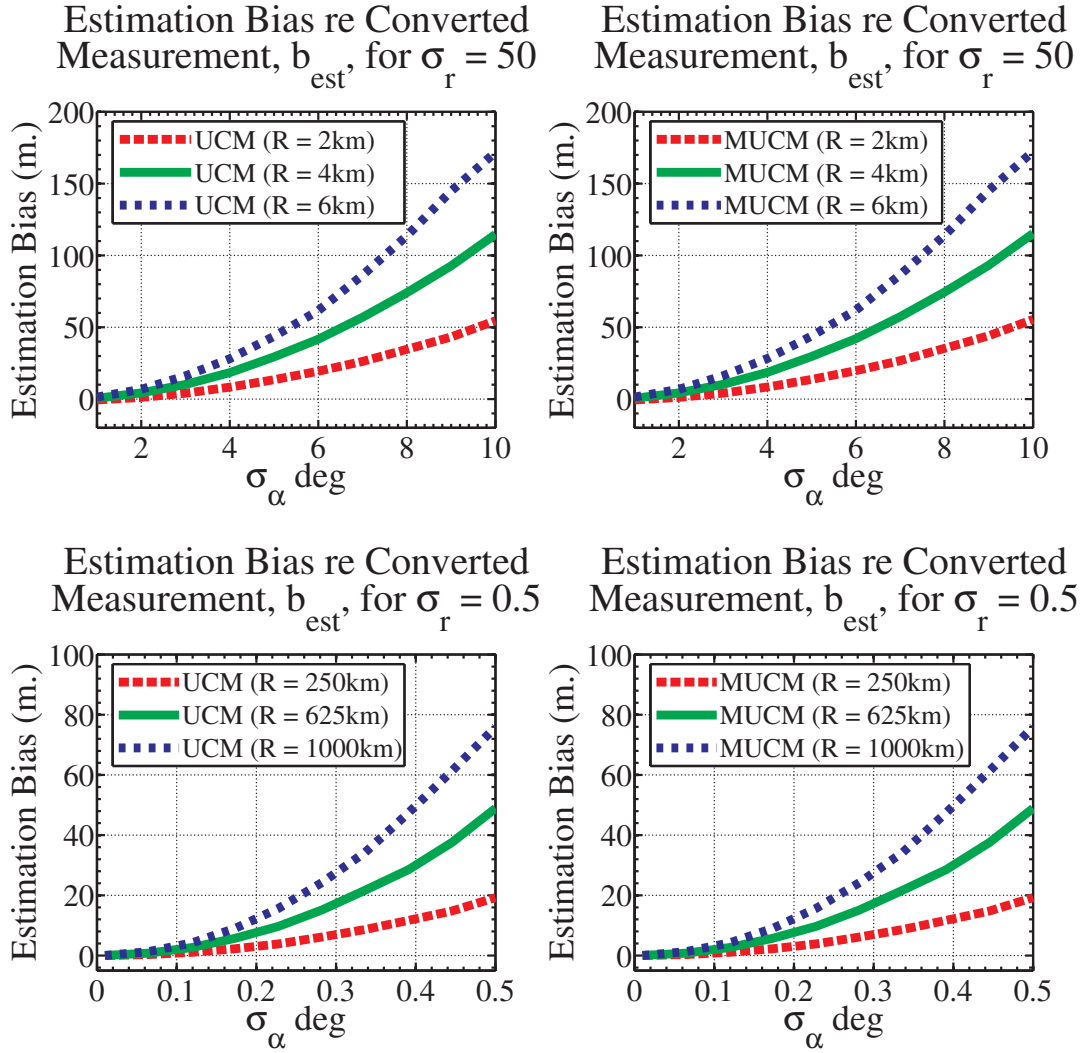 Estimation Bias re Converted
Measurement, b_est, for σ_r = 50
200
150
100
50
0
Estimation Bias (m.)
UCM (R = 2km)
UCM (R = 4km)
UCM (R = 6km)
2 4 6 8 10
σ_α deg
Estimation Bias re Converted
Measurement, b_est, for σ_r = 50
200
150
100
50
0
Estimation Bias (m.)
MUCM (R = 2km)
MUCM (R = 4km)
MUCM (R = 6km)
2 4 6 8 10
σ_α deg
Estimation Bias re Converted
Measurement, b_est, for σ_r = 0.5
100
80
60
40
20
0
Estimation Bias (m.)
UCM (R = 250km)
UCM (R = 625km)
UCM (R = 1000km)
0 0.1 0.2 0.3 0.4 0.5
σ_α deg
Estimation Bias re Converted
Measurement, b_est, for σ_r = 0.5
100
80
60
40
20
0
Estimation Bias (m.)
MUCM (R = 250km)
MUCM (R = 625km)
MUCM (R = 1000km)
0 0.1 0.2 0.3 0.4 0.5
σ_α deg